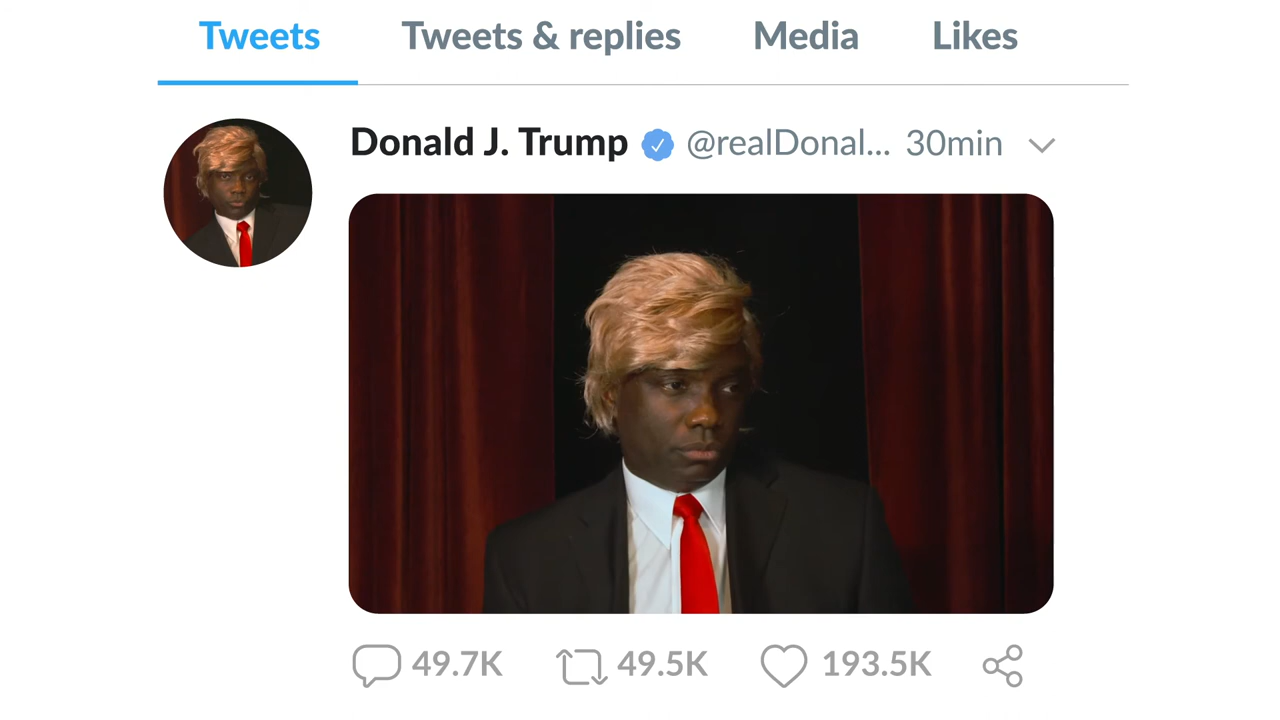 Tweets Tweets & replies Media Likes
Donald J. Trump @realDonal... 30min
49.7K 49.5K 193.5K